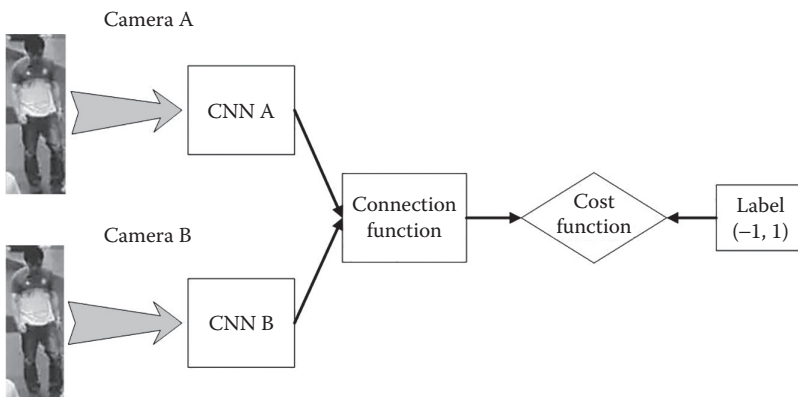 Camera A
CNN A
Connection
function
Cost
function
Label
(−1, 1)
Camera B
CNN B